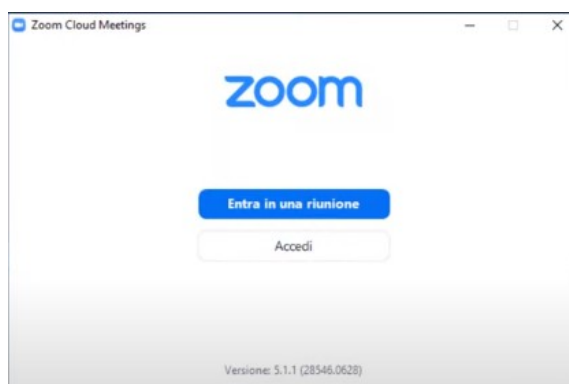 Zoom Cloud Meetings
zoom
Entra in una riunione
Accedi
Versione: 5.1.1 (28546.0628)